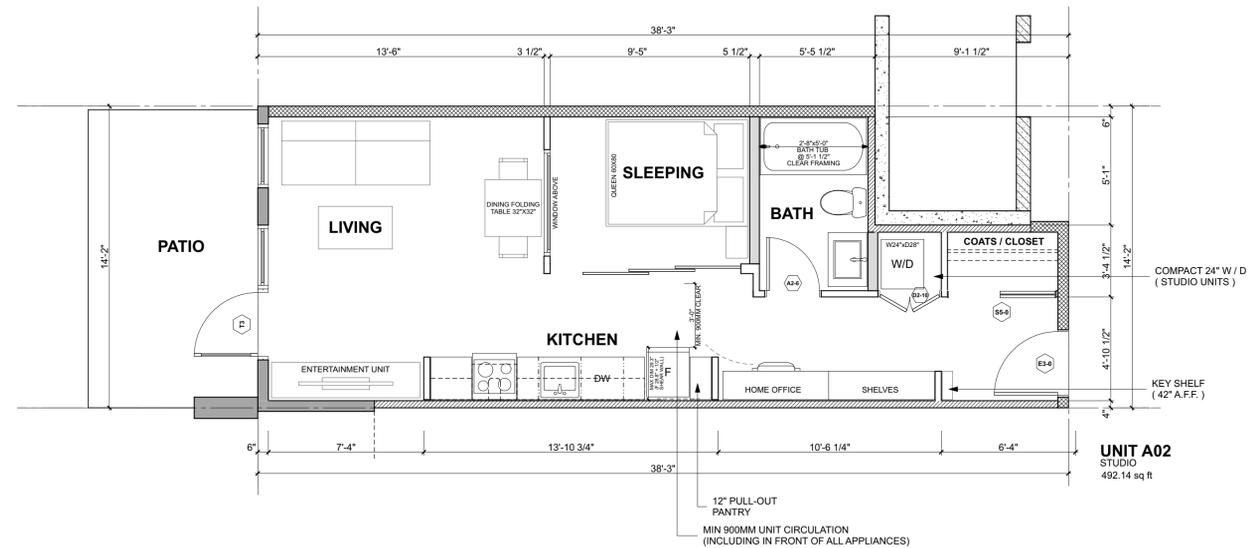 38'-3"
13'-6"
3 1/2"
9'-5"
5 1/2"
5'-5 1/2"
9'-1 1/2"
6"
5'-1"
3'-4 1/2"
4'-10 1/2"
4"
14'-2"
14'-2"
PATIO
T3
LIVING
DINING FOLDING
TABLE 32"X32"
WINDOW ABOVE
QUEEN 60X80
SLEEPING
2'-8"x5'-0"
BATH TUB
@ 5'-1 1/2"
CLEAR FRAMING
BATH
A2-6
W24"xD28"
W/D
D2-10
COATS / CLOSET
S5-0
E3-0
COMPACT 24" W / D
( STUDIO UNITS )
KITCHEN
3'-0"
MIN. 900MM CLEAR
ENTERTAINMENT UNIT
DW
F
SHEAR WALL)
HOME OFFICE
SHELVES
KEY SHELF
( 42" A.F.F. )
6"
7'-4"
13'-10 3/4"
10'-6 1/4"
6'-4"
38'-3"
UNIT A02
STUDIO
492.14 sq ft
12" PULL-OUT
PANTRY
MIN 900MM UNIT CIRCULATION
(INCLUDING IN FRONT OF ALL APPLIANCES)